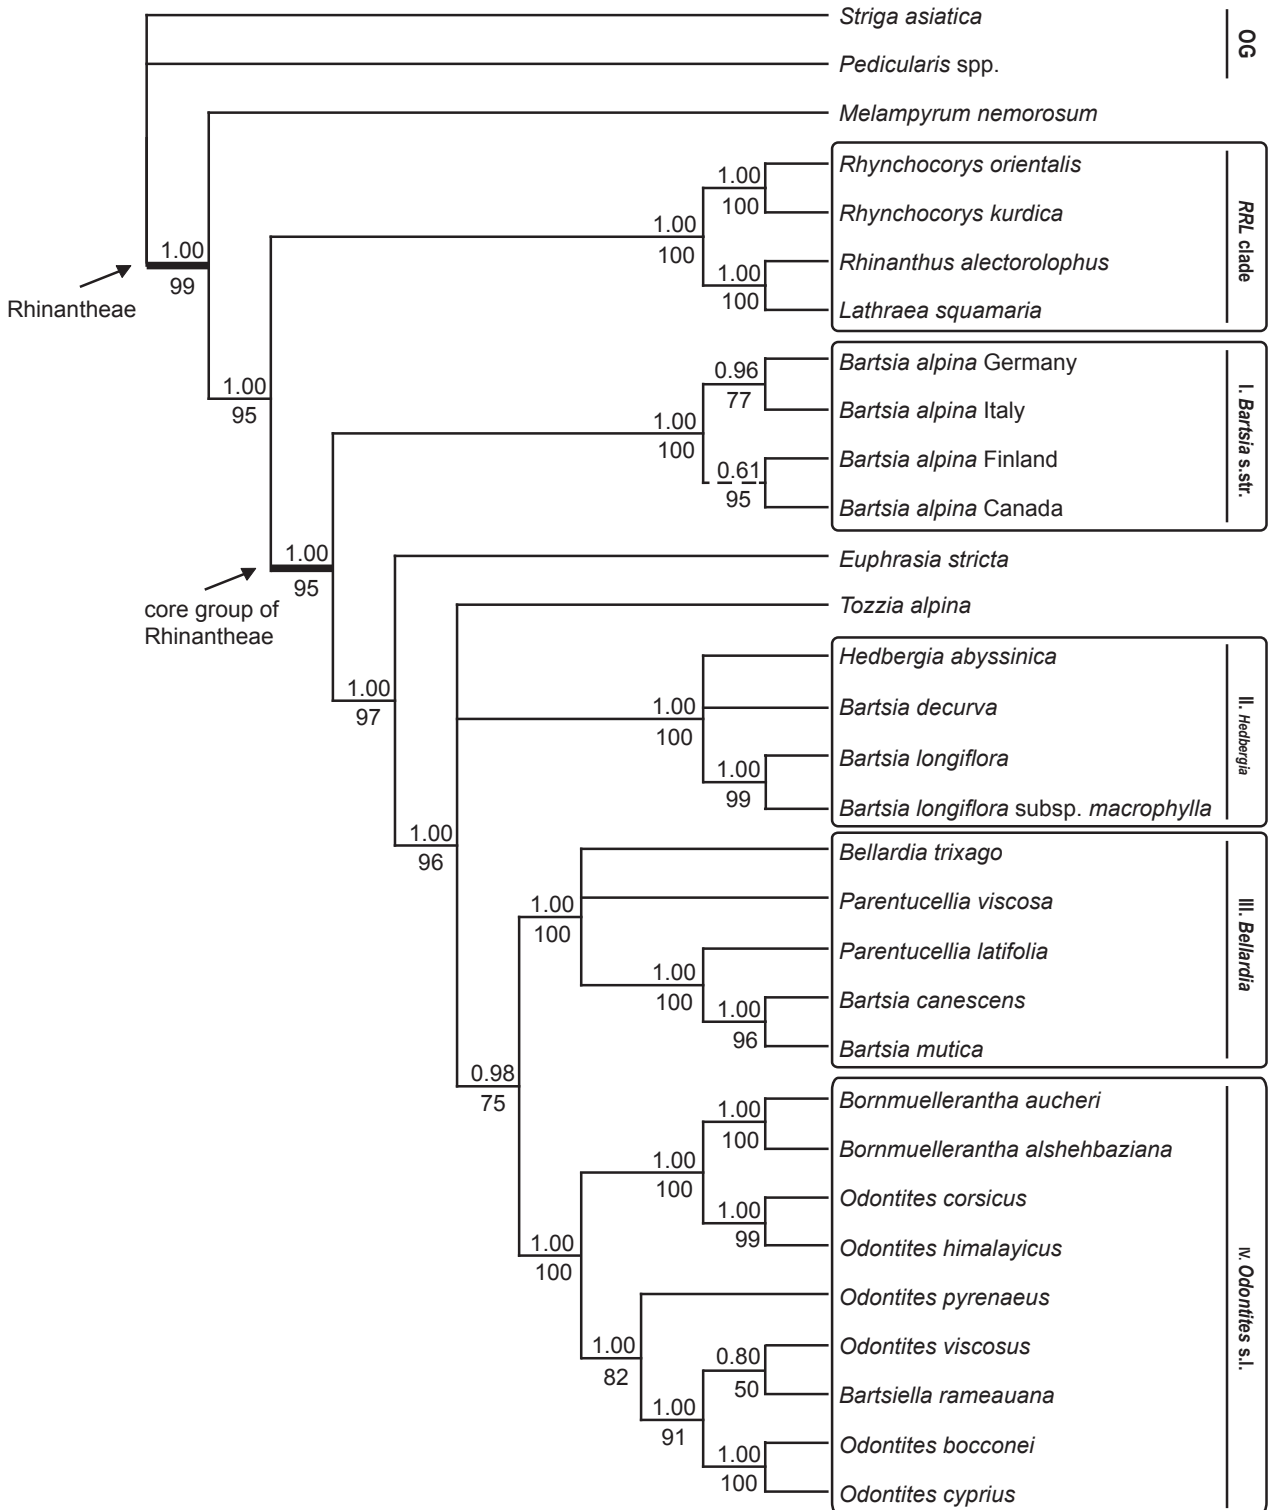 Striga asiatica
Pedicularis spp.
OG
Melampyrum nemorosum
Rhynchocorys orientalis
Rhynchocorys kurdica
Rhinanthus alectorolophus
Lathraea squamaria
RRL clade
1.00
100
1.00
100
1.00
100
1.00
99
Rhinantheae
Bartsia alpina Germany
Bartsia alpina Italy
Bartsia alpina Finland
Bartsia alpina Canada
I. Bartsia s.str.
0.96
77
1.00
100
0.61
95
1.00
95
1.00
95
core group of
Rhinantheae
Euphrasia stricta
Tozzia alpina
Hedbergia abyssinica
Bartsia decurva
Bartsia longiflora
Bartsia longiflora subsp. macrophylla
II. Hedbergia
1.00
97
1.00
100
1.00
99
1.00
96
Bellardia trixago
Parentucellia viscosa
Parentucellia latifolia
Bartsia canescens
Bartsia mutica
III. Bellardia
1.00
100
1.00
100
1.00
96
0.98
75
Bornmuellerantha aucheri
Bornmuellerantha alshehbaziana
Odontites corsicus
Odontites himalayicus
Odontites pyrenaeus
Odontites viscosus
Bartsiella rameauana
Odontites bocconei
Odontites cyprius
IV. Odontites s.l.
1.00
100
1.00
100
1.00
99
1.00
100
1.00
82
0.80
50
1.00
91
1.00
100